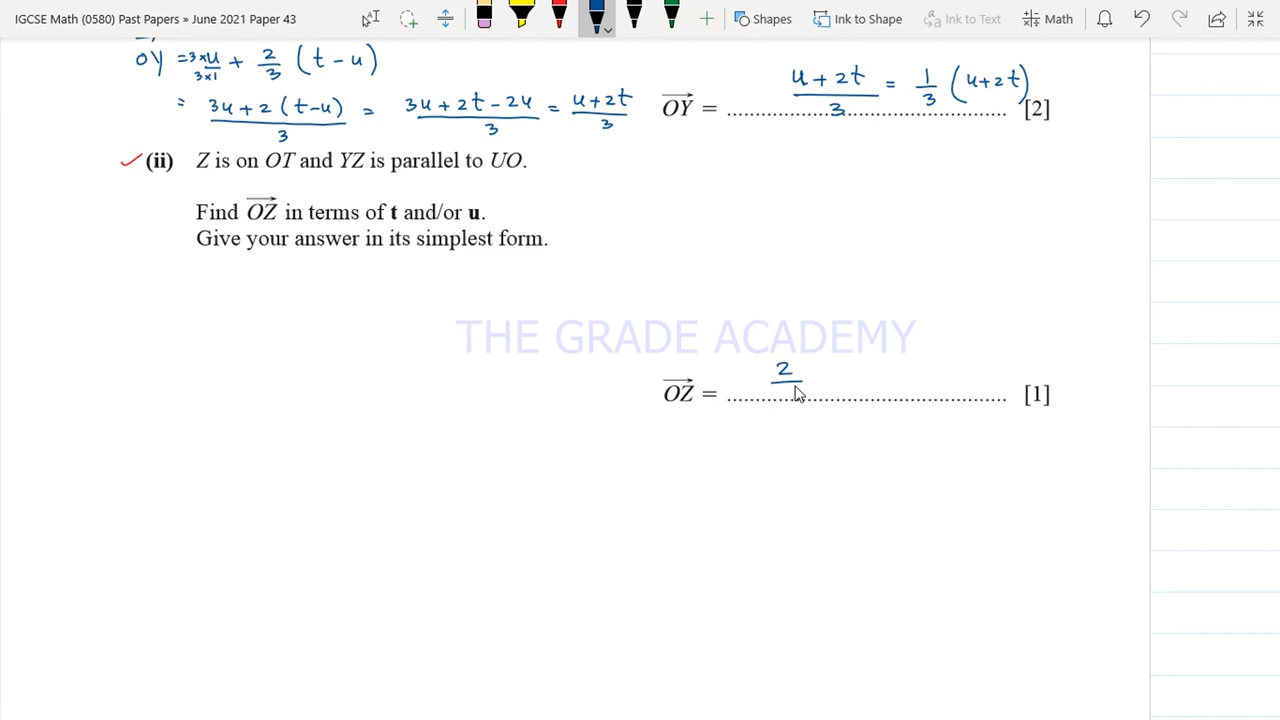 IGCSE Math (0580) Past Papers » June 2021 Paper 43
Shapes
Ink to Shape
Ink to Text
Math
OY = 3×u/3×1 + 2/3 (t - u)
= 3u + 2 (t-u)/3 = 3u + 2t - 2u/3 = u + 2t/3
OY = u + 2t/3 = 1/3 (u + 2t) [2]
(ii) Z is on OT and YZ is parallel to UO.
Find OZ in terms of t and/or u.
Give your answer in its simplest form.
THE GRADE ACADEMY
2
OZ = ................................................ [1]